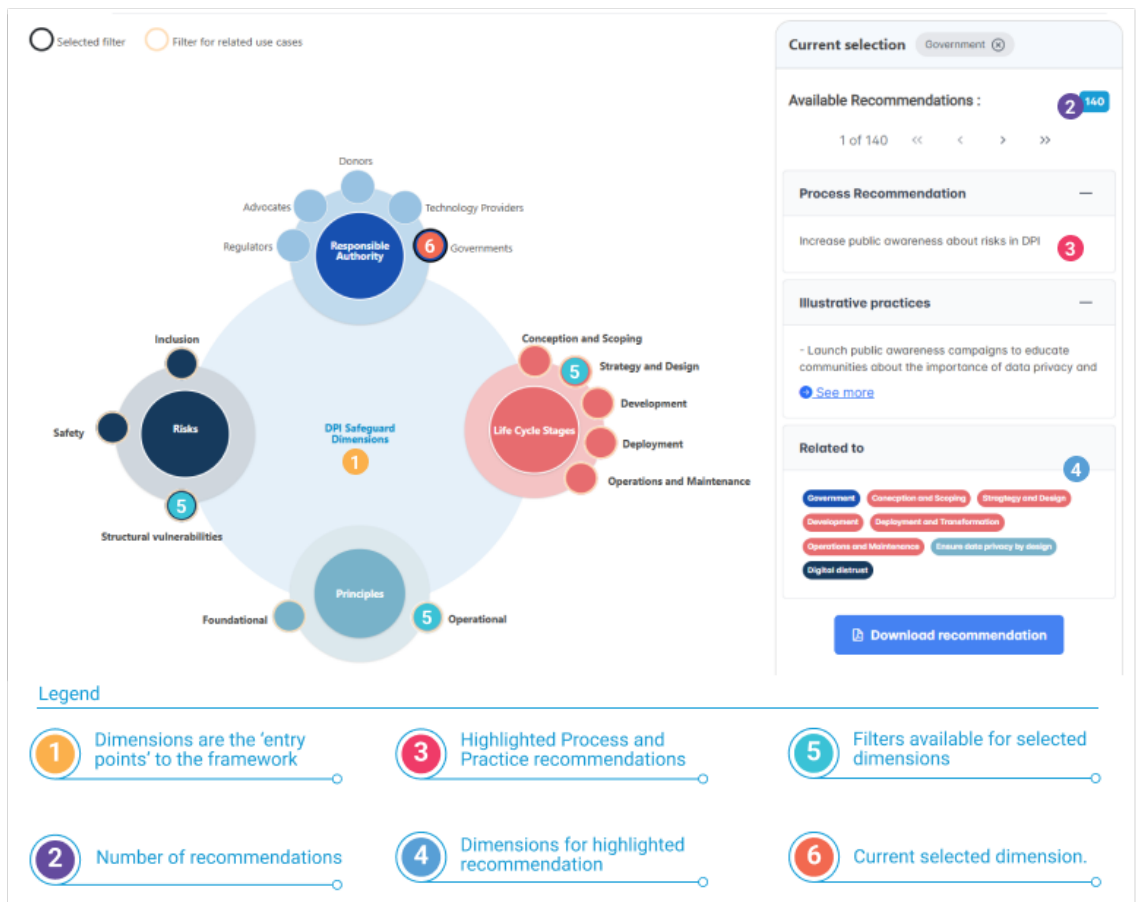 Selected filter
Filter for related use cases
Donors
Advocates
Technology Providers
Regulators
Responsible
Authority
6
Governments
Inclusion
Safety
Risks
5
Structural vulnerabilities
DPI Safeguard
Dimensions
1
Conception and Scoping
5
Strategy and Design
Development
Life Cycle Stages
Deployment
Operations and Maintenance
Principles
Foundational
5
Operational
Current selection
Government
Available Recommendations :
2
140
1 of 140
<<
<
>
>>
Process Recommendation
Increase public awareness about risks in DPI
3
Illustrative practices
- Launch public awareness campaigns to educate
communities about the importance of data privacy and
See more
Related to
4
Government
Conecption and Scoping
Stragtegy and Design
Development
Deployment and Transformation
Operations and Maintenance
Ensure data privacy by design
Digital distrust
Download recommendation
Legend
1
Dimensions are the ‘entry
points’ to the framework
3
Highlighted Process and
Practice recommendations
5
Filters available for selected
dimensions
2
Number of recommendations
4
Dimensions for highlighted
recommendation
6
Current selected dimension.